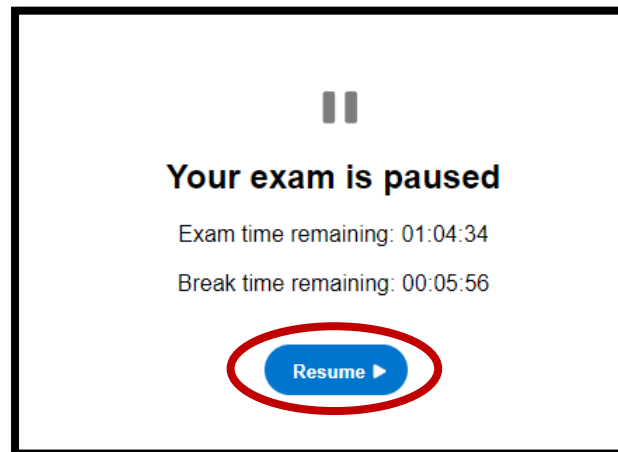 Your exam is paused
Exam time remaining: 01:04:34
Break time remaining: 00:05:56
Resume